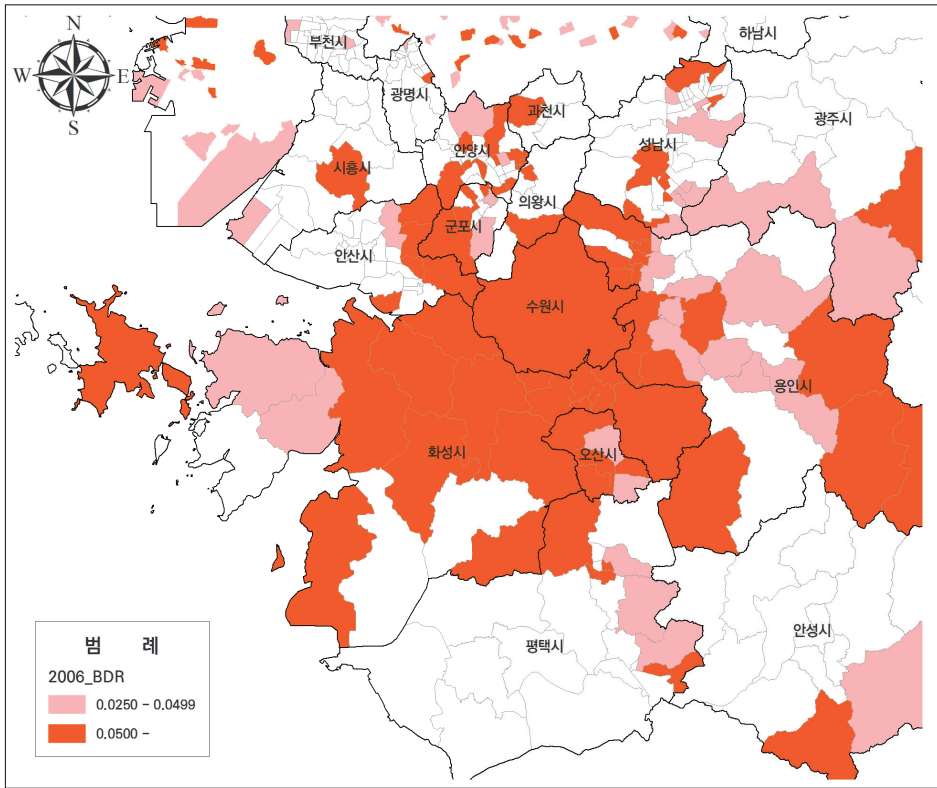 N
W E
S
부천시
하남시
광명시
과천시
광주시
안양시
성남시
시흥시
의왕시
군포시
안산시
수원시
용인시
화성시
오산시
평택시
안성시
범 례
2006_BDR
0.0250 - 0.0499
0.0500 -